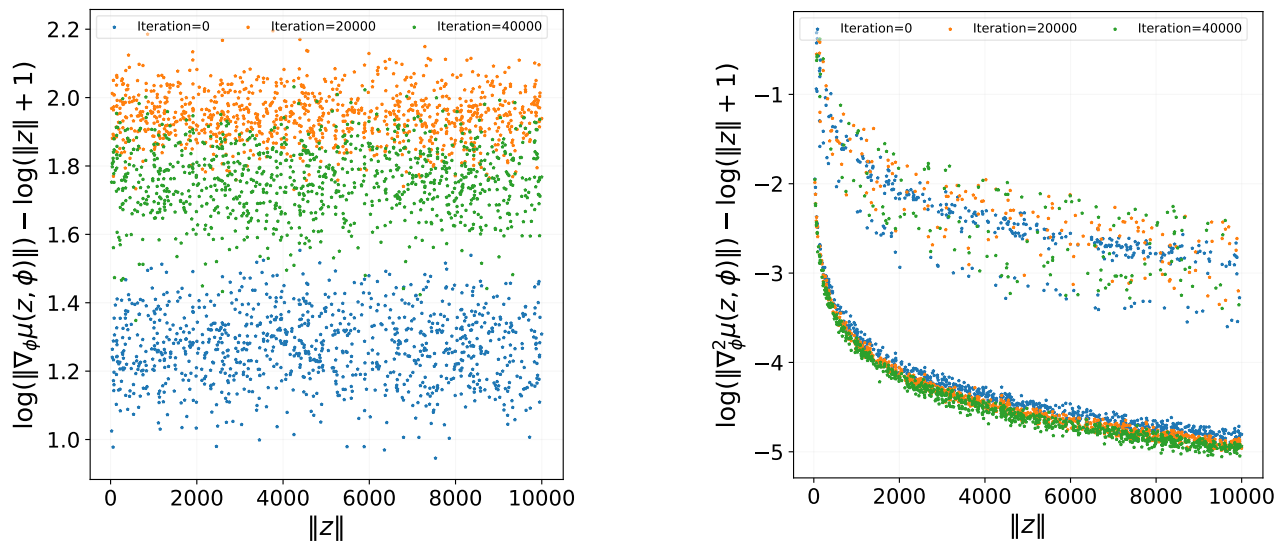 Iteration=0 Iteration=20000 Iteration=40000
2.2
2.0
1.8
1.6
1.4
1.2
1.0
log(‖∇ϕμ(z, ϕ)‖) − log(‖z‖ + 1)
0 2000 4000 6000 8000 10000
‖z‖
Iteration=0 Iteration=20000 Iteration=40000
−1
−2
−3
−4
−5
log(‖∇²ϕμ(z, ϕ)‖) − log(‖z‖ + 1)
0 2000 4000 6000 8000 10000
‖z‖